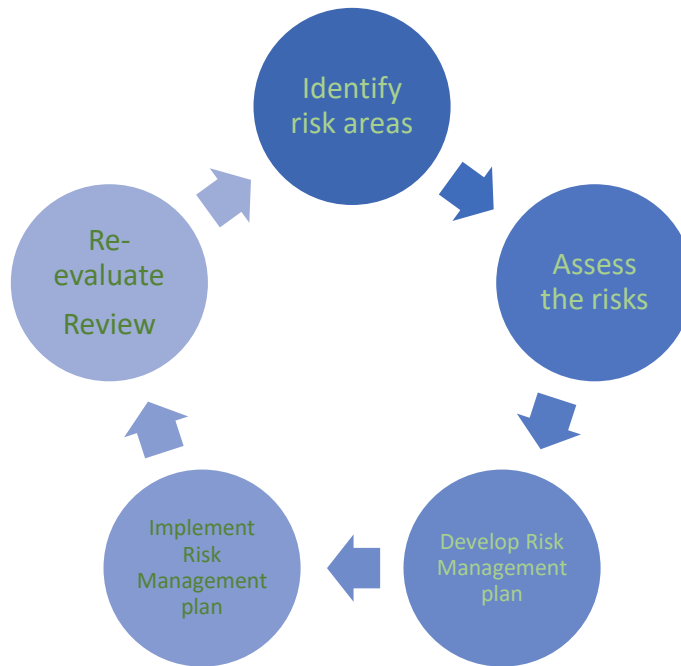 Identify
risk areas
Assess
the risks
Develop Risk
Management
plan
Implement
Risk
Management
plan
Re-
evaluate
Review